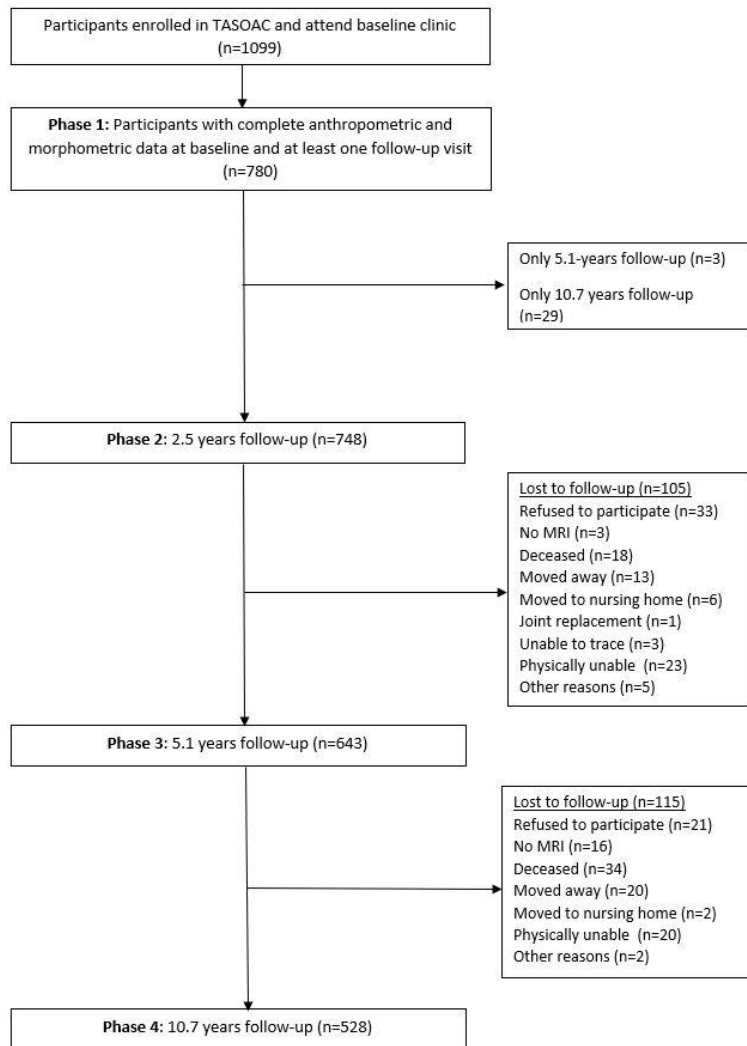 Participants enrolled in TASOAC and attend baseline clinic
(n=1099)
Phase 1: Participants with complete anthropometric and
morphometric data at baseline and at least one follow-up visit
(n=780)
Only 5.1-years follow-up (n=3)
Only 10.7 years follow-up
(n=29)
Phase 2: 2.5 years follow-up (n=748)
Lost to follow-up (n=105)
Refused to participate (n=33)
No MRI (n=3)
Deceased (n=18)
Moved away (n=13)
Moved to nursing home (n=6)
Joint replacement (n=1)
Unable to trace (n=3)
Physically unable (n=23)
Other reasons (n=5)
Phase 3: 5.1 years follow-up (n=643)
Lost to follow-up (n=115)
Refused to participate (n=21)
No MRI (n=16)
Deceased (n=34)
Moved away (n=20)
Moved to nursing home (n=2)
Physically unable (n=20)
Other reasons (n=2)
Phase 4: 10.7 years follow-up (n=528)